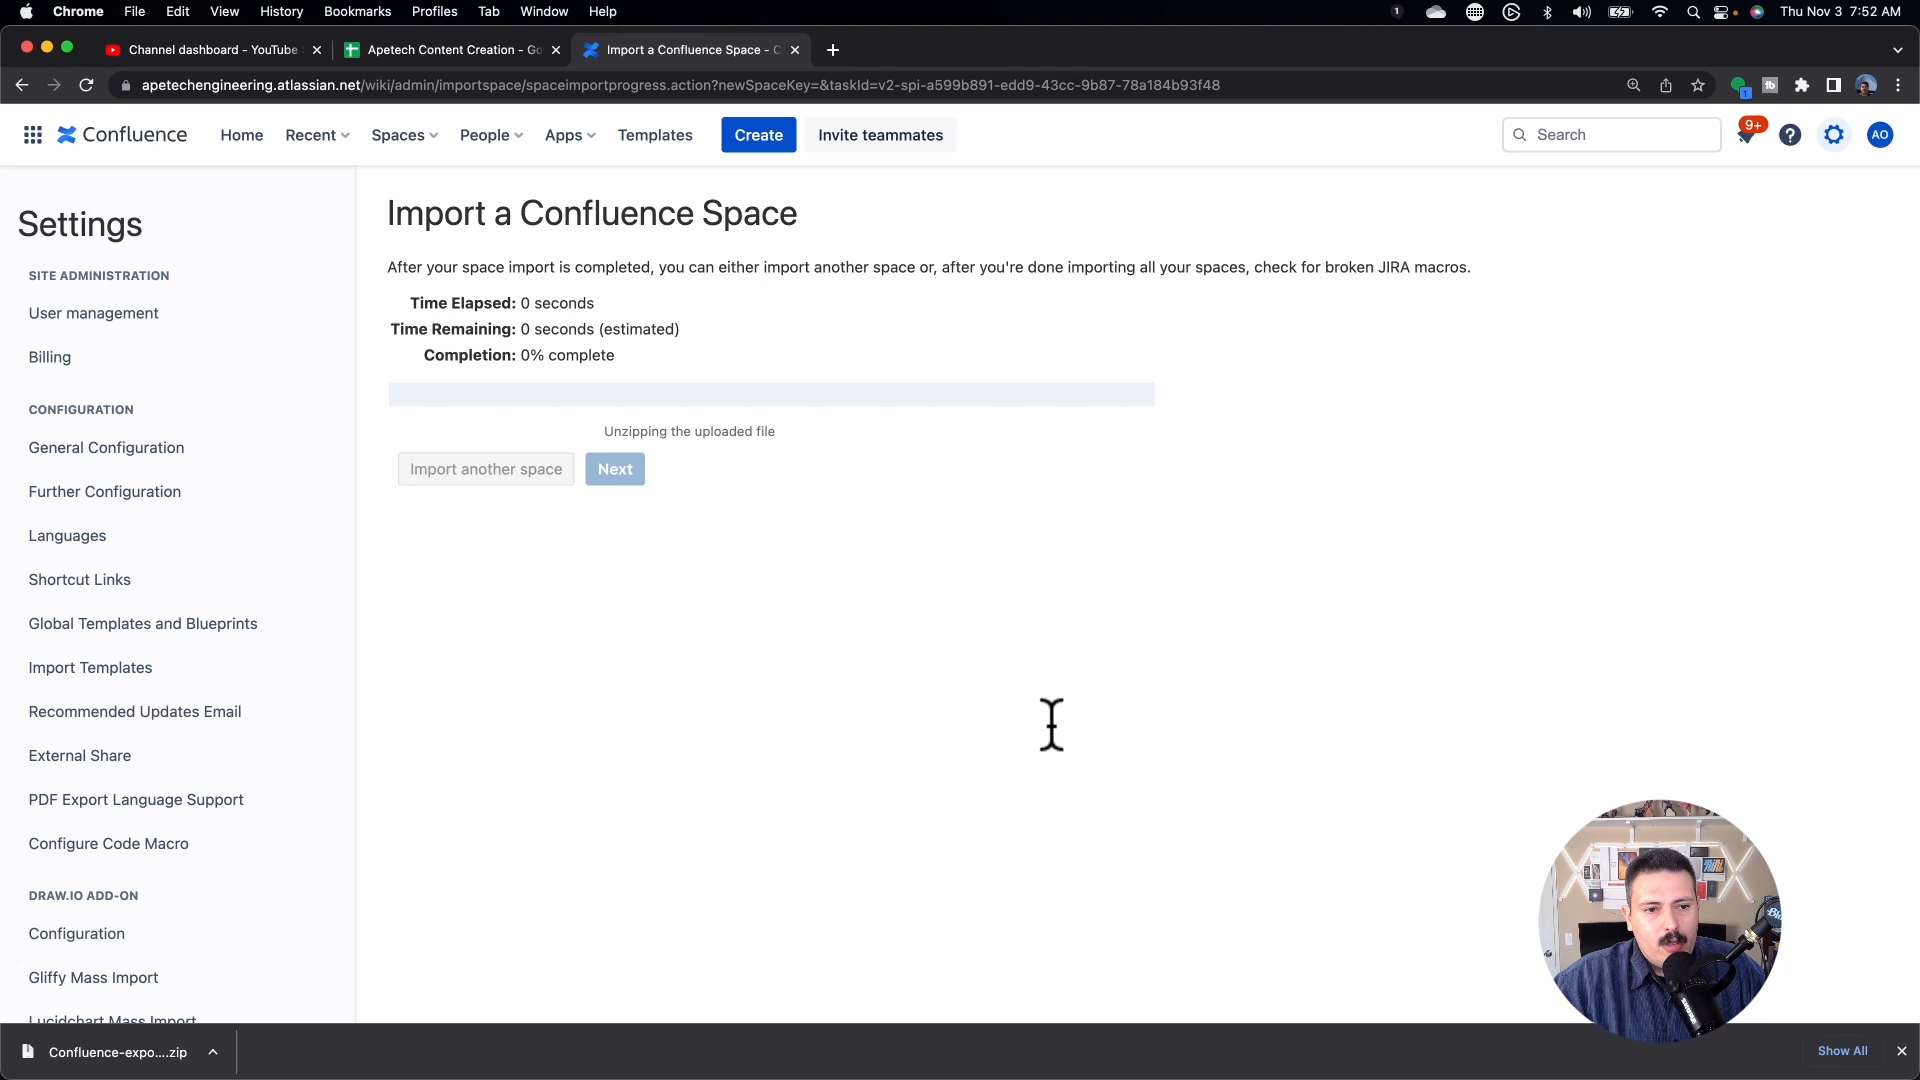 Chrome File Edit View History Bookmarks Profiles Tab Window Help
1
Thu Nov 3 7:52 AM
Channel dashboard - YouTube
Apetech Content Creation - Go
Import a Confluence Space - C
apetechengineering.atlassian.net/wiki/admin/importspace/spaceimportprogress.action?newSpaceKey=&taskId=v2-spi-a599b891-edd9-43cc-9b87-78a184b93f48
1
tb
Confluence
Home Recent Spaces People Apps Templates Create Invite teammates
Search
9+
AO
Settings
SITE ADMINISTRATION
User management
Billing
CONFIGURATION
General Configuration
Further Configuration
Languages
Shortcut Links
Global Templates and Blueprints
Import Templates
Recommended Updates Email
External Share
PDF Export Language Support
Configure Code Macro
DRAW.IO ADD-ON
Configuration
Gliffy Mass Import
Lucidchart Mass Import
Import a Confluence Space
After your space import is completed, you can either import another space or, after you're done importing all your spaces, check for broken JIRA macros.
Time Elapsed: 0 seconds
Time Remaining: 0 seconds (estimated)
Completion: 0% complete
Unzipping the uploaded file
Import another space Next
Confluence-expo....zip
Show All